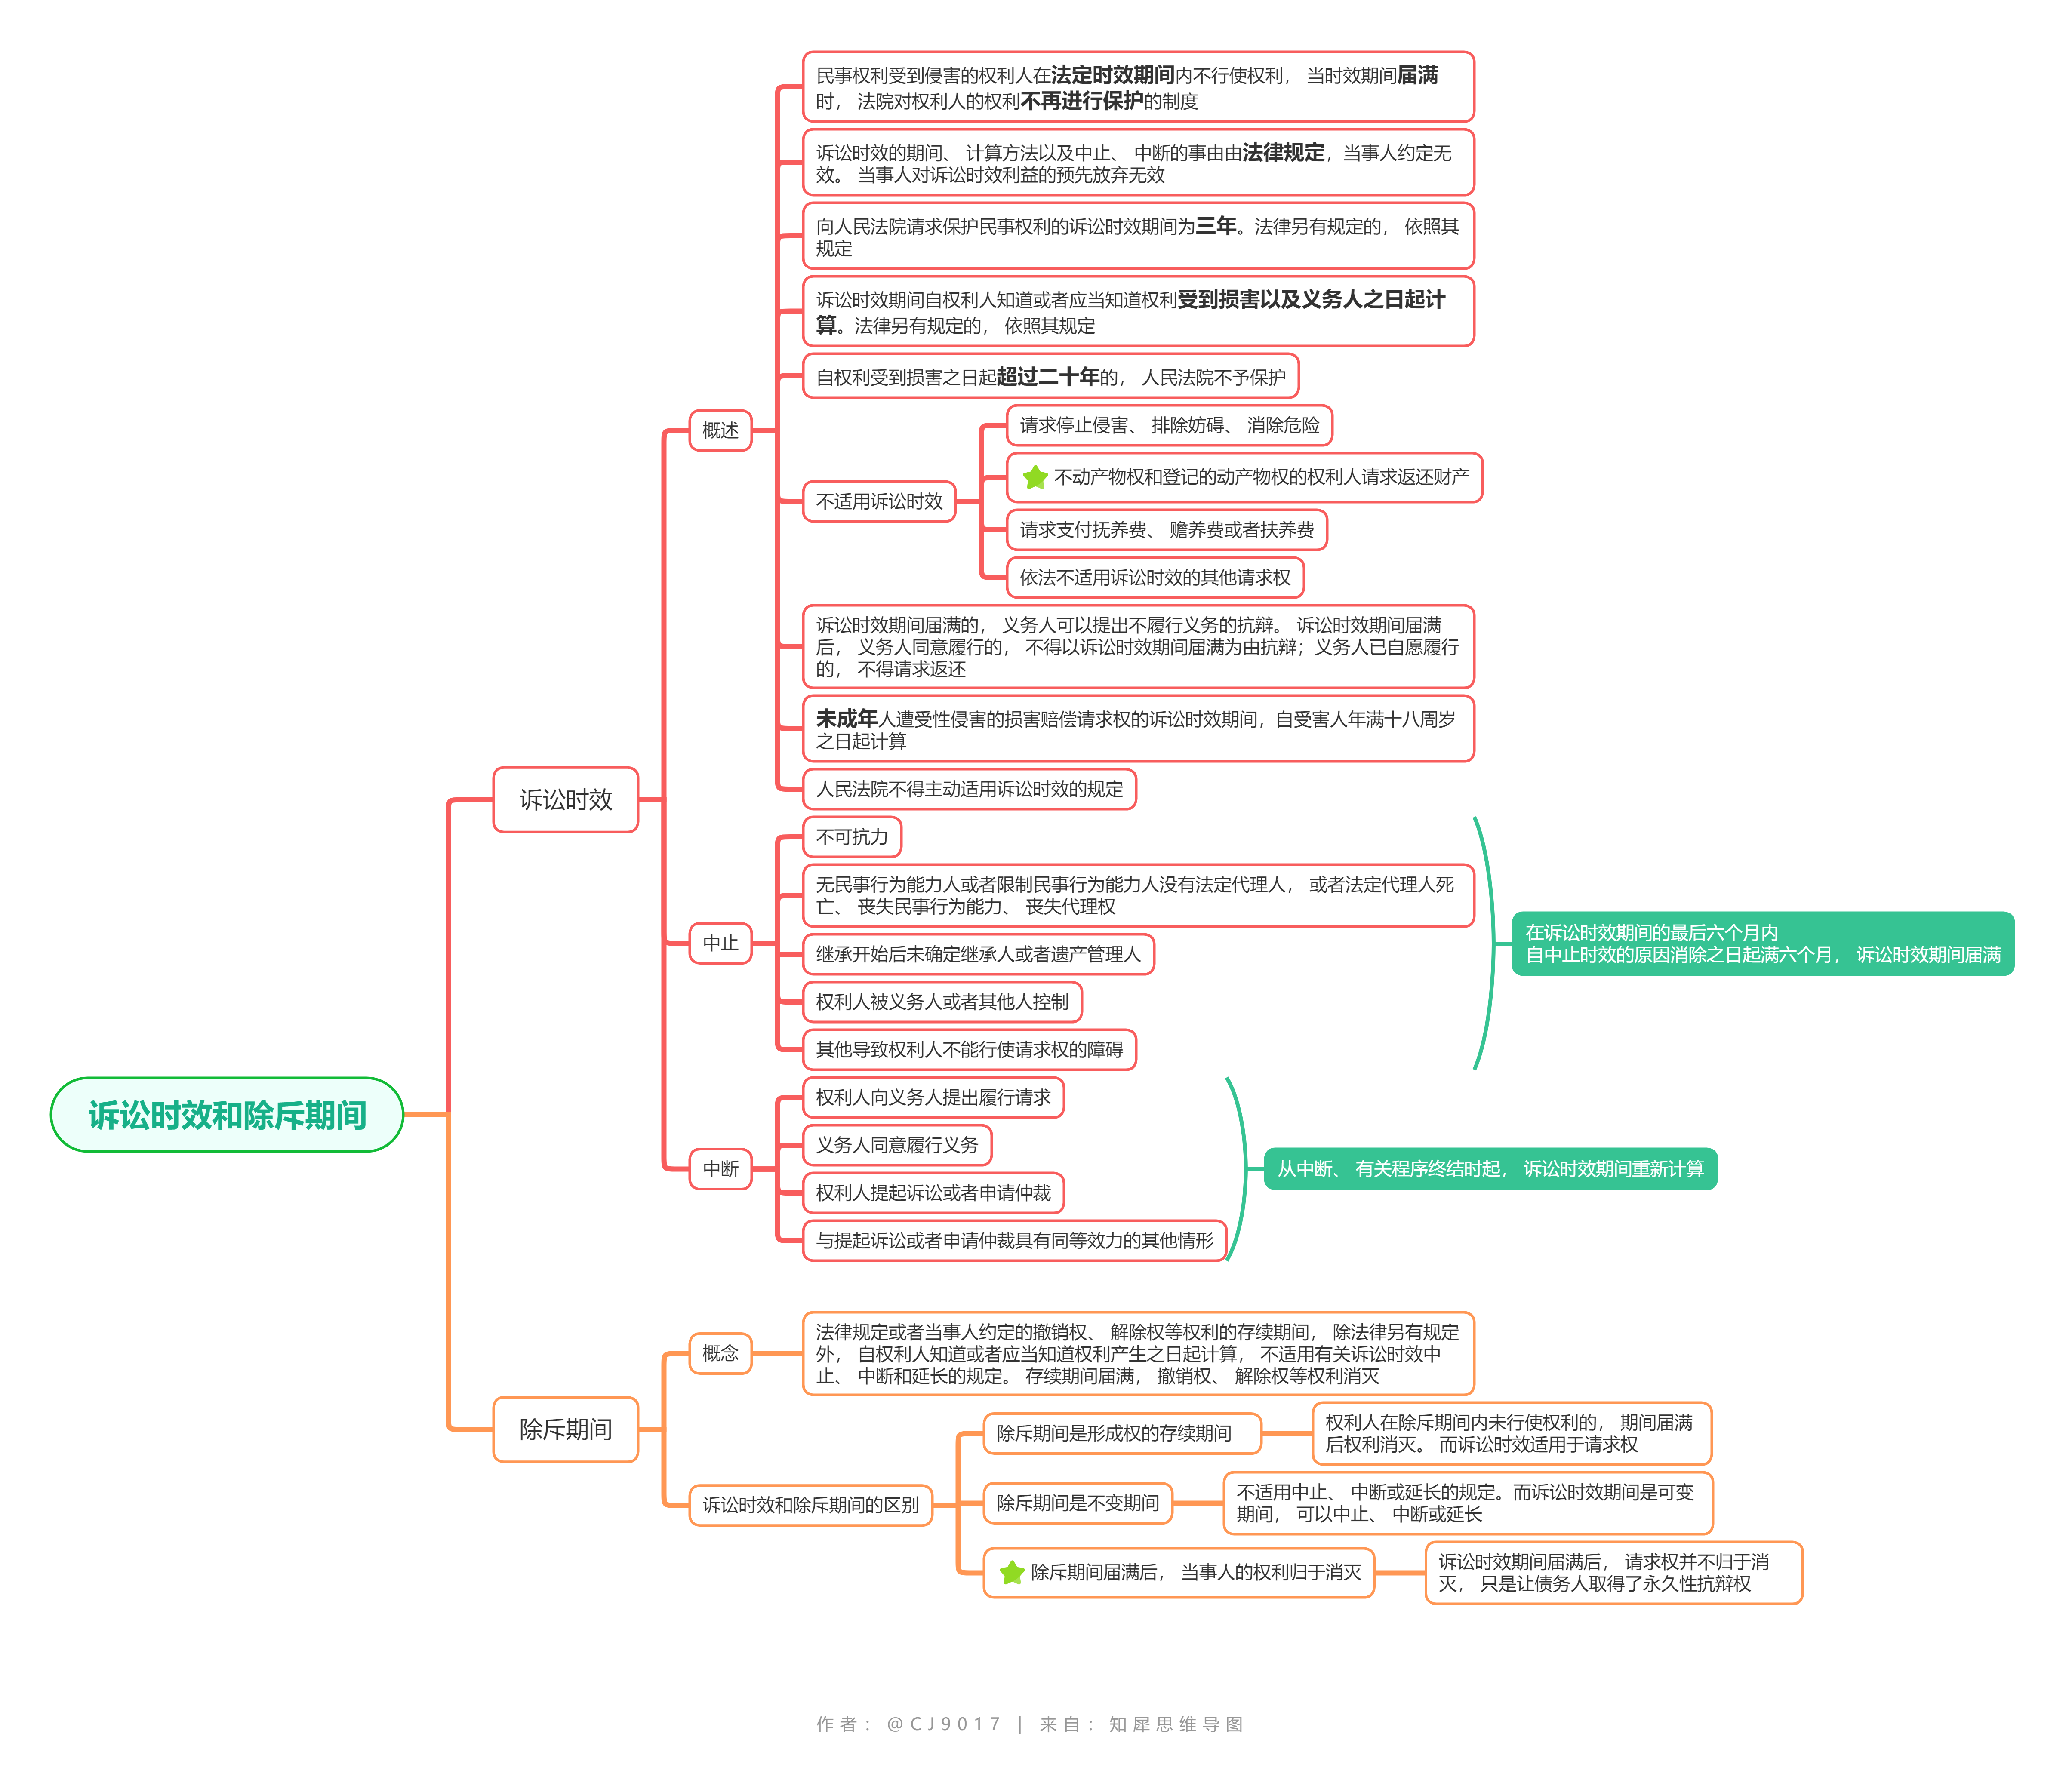 民事权利受到侵害的权利人在法定时效期间内不行使权利， 当时效期间届满
时， 法院对权利人的权利不再进行保护的制度
诉讼时效的期间、 计算方法以及中止、 中断的事由由法律规定，当事人约定无
效。 当事人对诉讼时效利益的预先放弃无效
向人民法院请求保护民事权利的诉讼时效期间为三年。法律另有规定的， 依照其
规定
诉讼时效期间自权利人知道或者应当知道权利受到损害以及义务人之日起计
算。法律另有规定的， 依照其规定
自权利受到损害之日起超过二十年的， 人民法院不予保护
概述
请求停止侵害、 排除妨碍、 消除危险
不动产物权和登记的动产物权的权利人请求返还财产
不适用诉讼时效
请求支付抚养费、 赡养费或者扶养费
依法不适用诉讼时效的其他请求权
诉讼时效期间届满的， 义务人可以提出不履行义务的抗辩。 诉讼时效期间届满
后， 义务人同意履行的， 不得以诉讼时效期间届满为由抗辩；义务人已自愿履行
的， 不得请求返还
未成年人遭受性侵害的损害赔偿请求权的诉讼时效期间，自受害人年满十八周岁
之日起计算
人民法院不得主动适用诉讼时效的规定
诉讼时效
不可抗力
无民事行为能力人或者限制民事行为能力人没有法定代理人， 或者法定代理人死
亡、 丧失民事行为能力、 丧失代理权
中止
继承开始后未确定继承人或者遗产管理人
权利人被义务人或者其他人控制
其他导致权利人不能行使请求权的障碍
在诉讼时效期间的最后六个月内
自中止时效的原因消除之日起满六个月， 诉讼时效期间届满
诉讼时效和除斥期间
权利人向义务人提出履行请求
义务人同意履行义务
中断
权利人提起诉讼或者申请仲裁
与提起诉讼或者申请仲裁具有同等效力的其他情形
从中断、 有关程序终结时起， 诉讼时效期间重新计算
概念
法律规定或者当事人约定的撤销权、 解除权等权利的存续期间， 除法律另有规定
外， 自权利人知道或者应当知道权利产生之日起计算， 不适用有关诉讼时效中
止、 中断和延长的规定。 存续期间届满， 撤销权、 解除权等权利消灭
除斥期间
除斥期间是形成权的存续期间
权利人在除斥期间内未行使权利的， 期间届满
后权利消灭。 而诉讼时效适用于请求权
诉讼时效和除斥期间的区别
除斥期间是不变期间
不适用中止、 中断或延长的规定。而诉讼时效期间是可变
期间， 可以中止、 中断或延长
除斥期间届满后， 当事人的权利归于消灭
诉讼时效期间届满后， 请求权并不归于消
灭， 只是让债务人取得了永久性抗辩权
作者：@CJ9017 | 来自：知犀思维导图